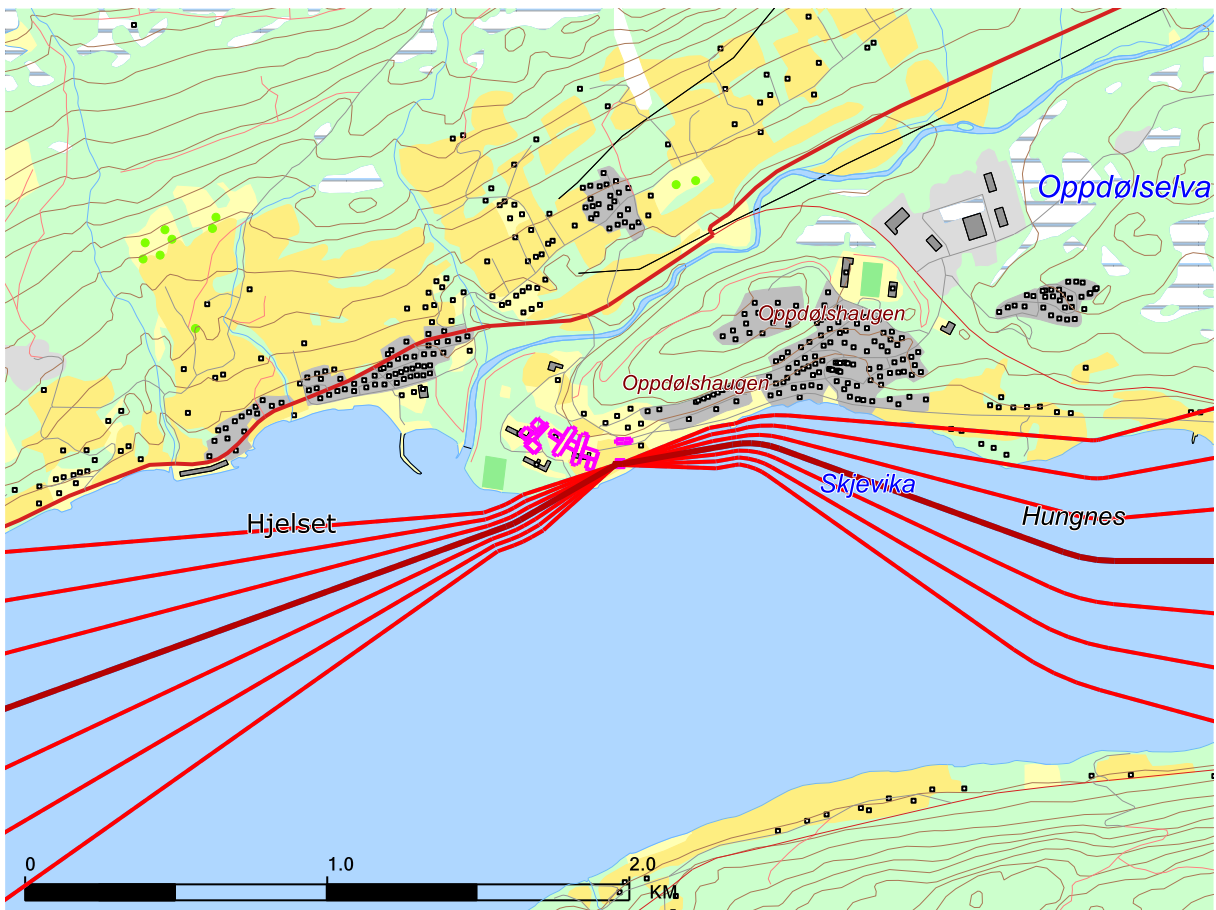 Oppdølselva
Oppdølshaugen
Oppdølshaugen
Skjevika
Hjelset
Hungnes
0 1.0 2.0
KM